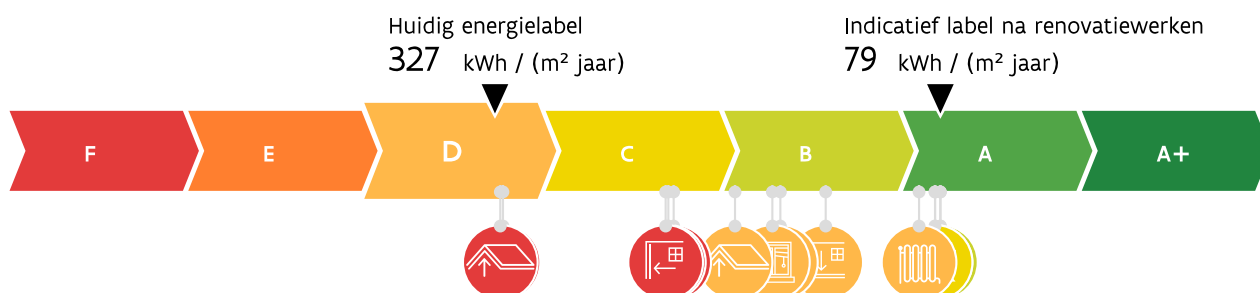 Huidig energielabel
327 kWh / (m² jaar)
Indicatief label na renovatiewerken
79 kWh / (m² jaar)
F E D C B A A+